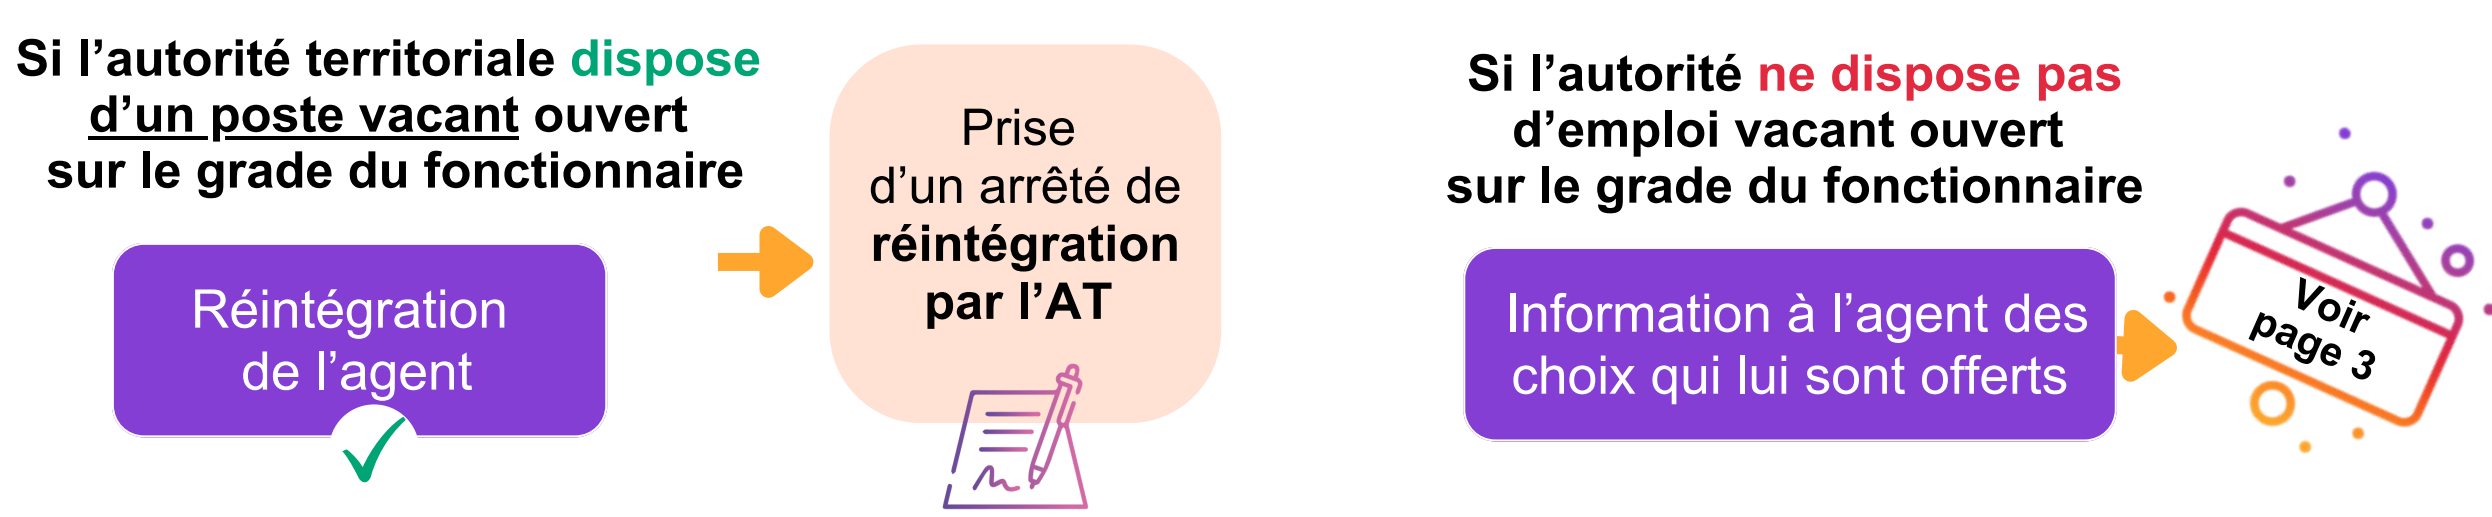 Si l’autorité territoriale dispose
d’un poste vacant ouvert
sur le grade du fonctionnaire
Réintégration
de l’agent
Prise
d’un arrêté de
réintégration
par l’AT
Si l’autorité ne dispose pas
d’emploi vacant ouvert
sur le grade du fonctionnaire
Information à l’agent des
choix qui lui sont offerts
Voir
page 3